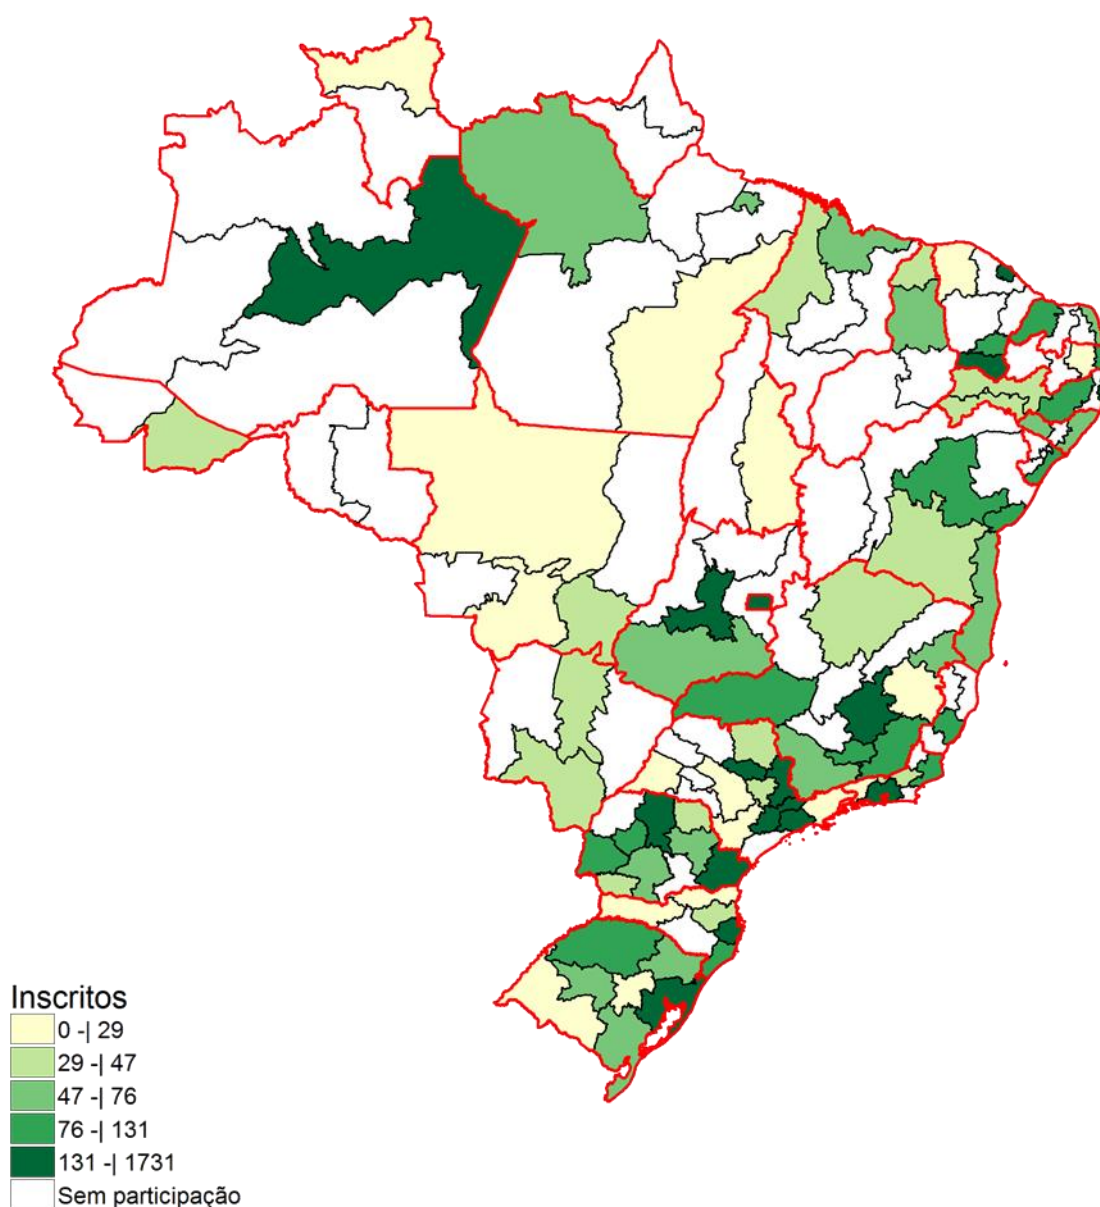 Inscritos
0 -| 29
29 -| 47
47 -| 76
76 -| 131
131 -| 1731
Sem participação